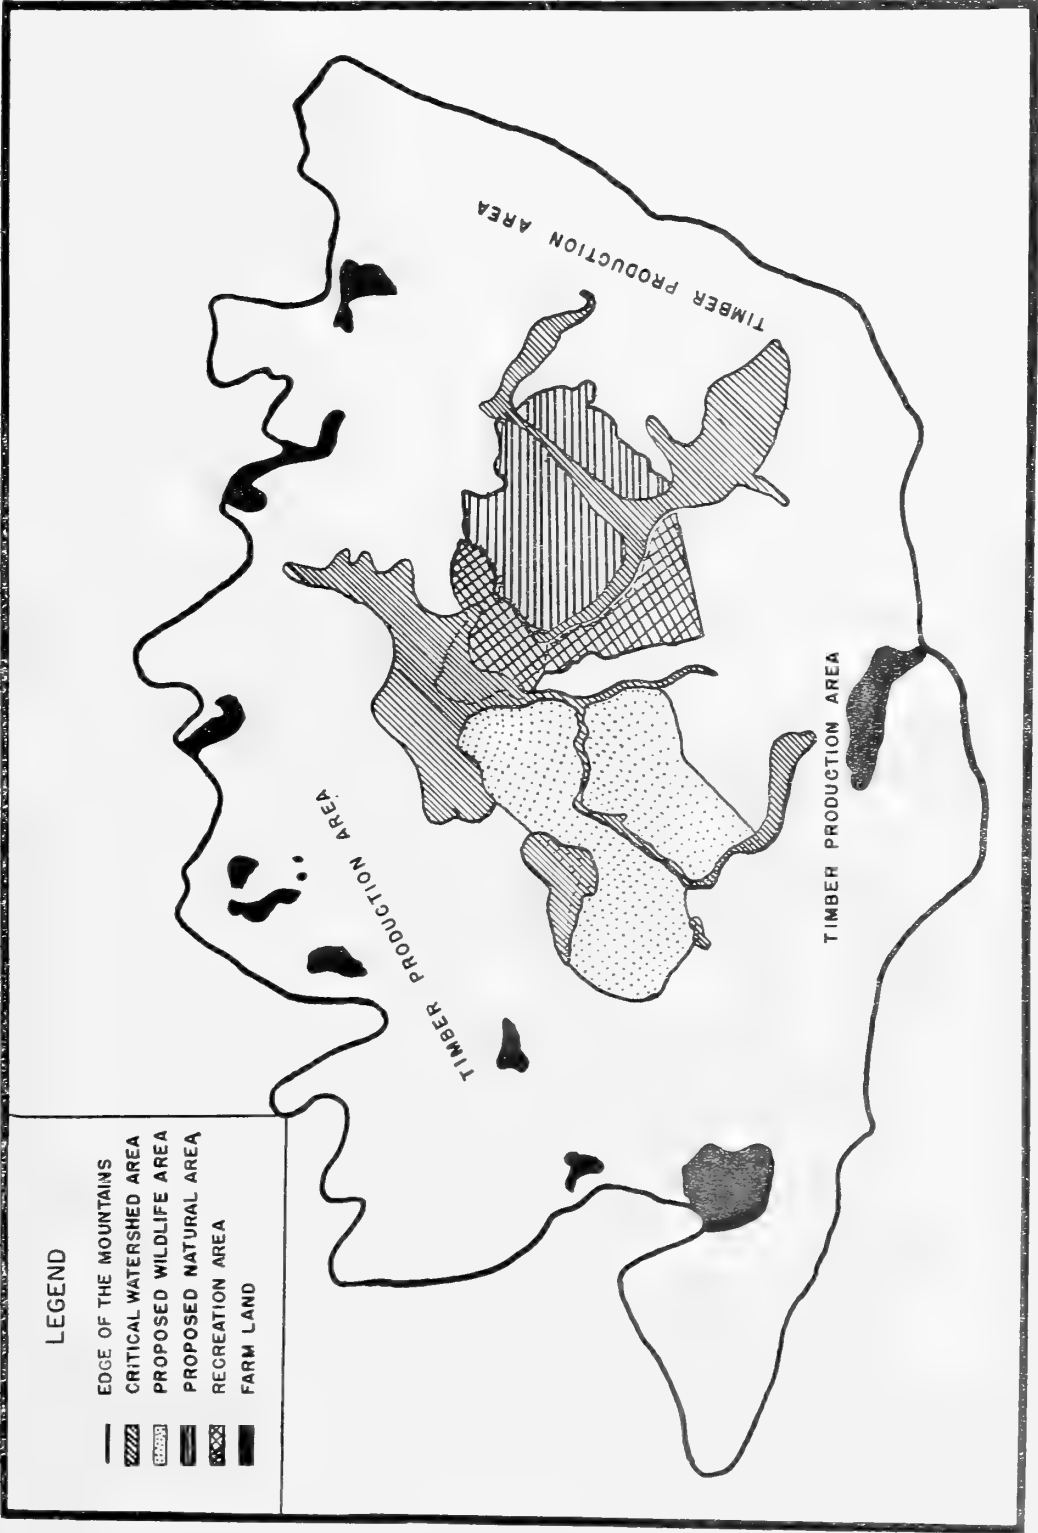 LEGEND
EDGE OF THE MOUNTAINS
CRITICAL WATERSHED AREA
PROPOSED WILDLIFE AREA
PROPOSED NATURAL AREA
RECREATION AREA
FARM LAND
TIMBER PRODUCTION AREA
TIMBER PRODUCTION AREA
TIMBER PRODUCTION AREA